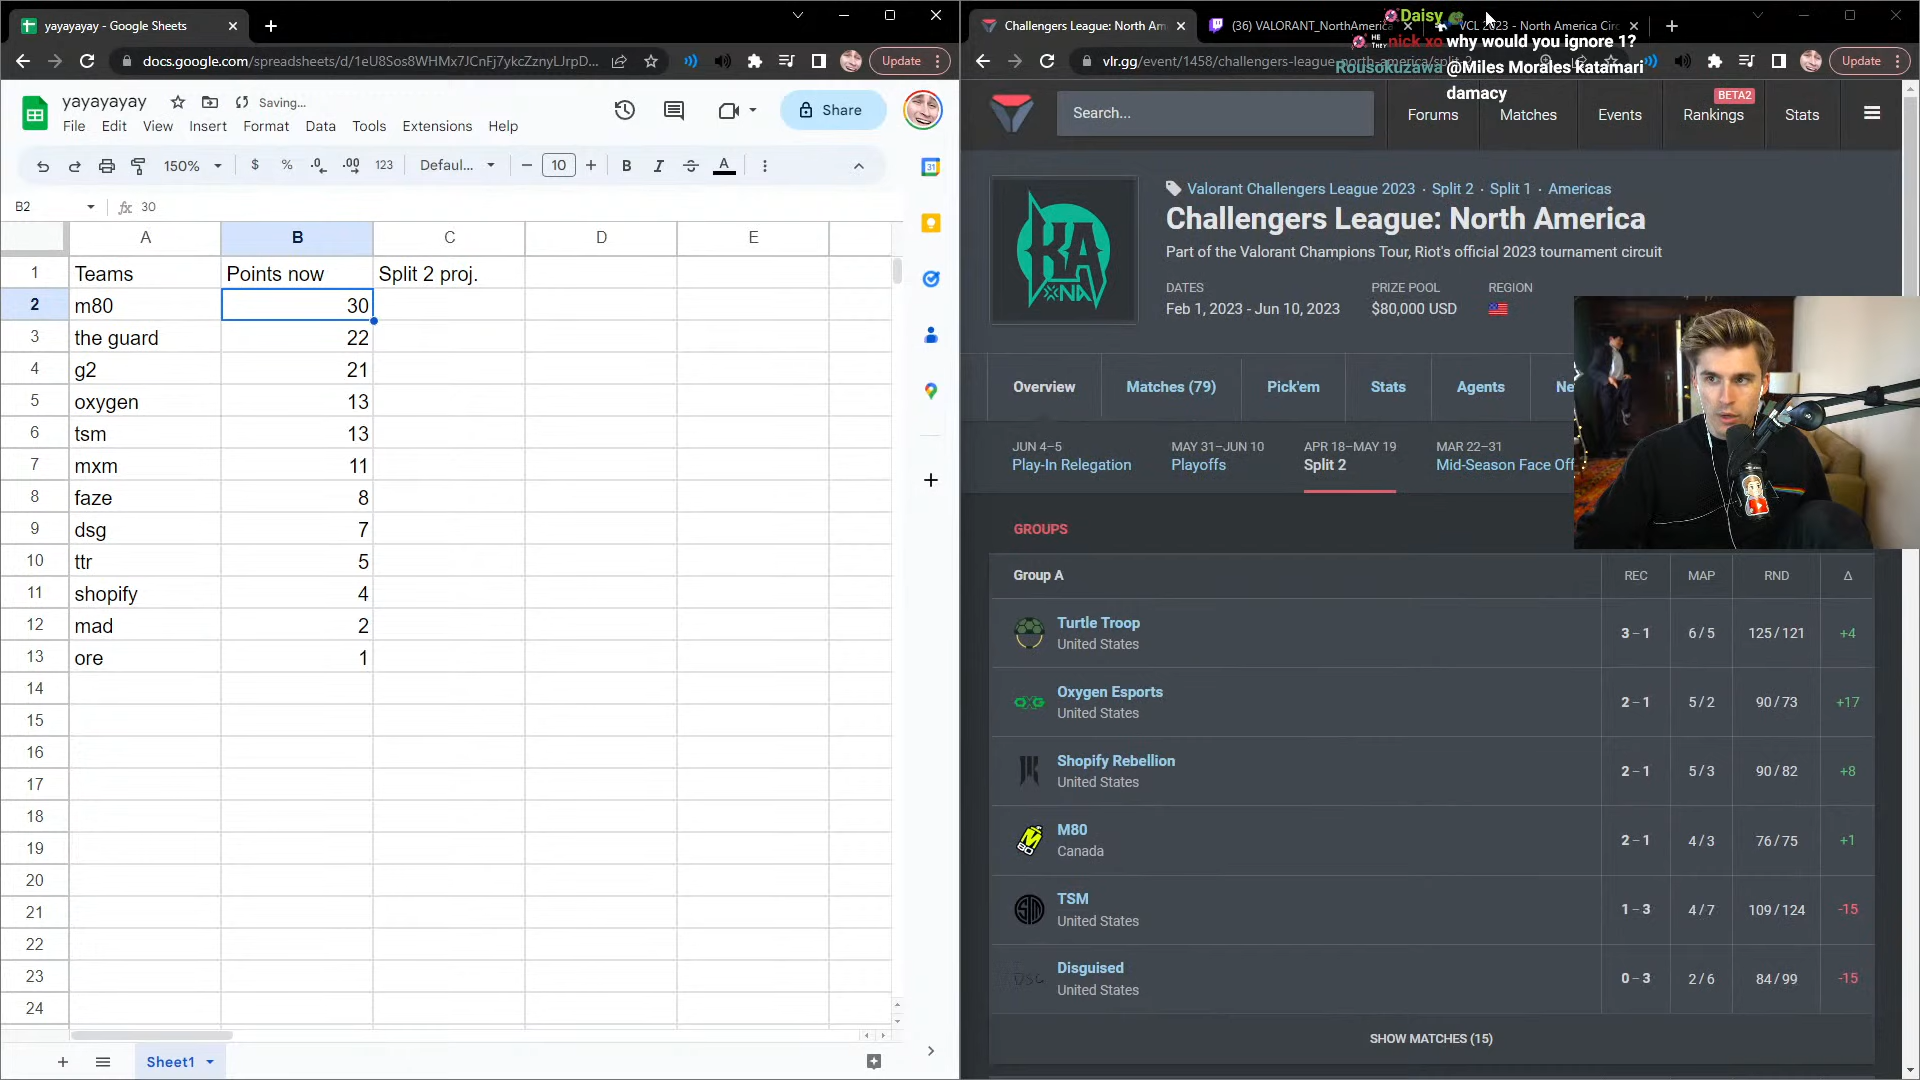 yayayayay - Google Sheets
docs.google.com/spreadsheets/d/1eU8Sos8WHMx7JCnFj7ykcZznyLJrpD...
Update
yayayayay
Saving...
File Edit View Insert Format Data Tools Extensions Help
Share
150% $ % .0 .00 123 Defaul... 10 B I A
B2 fx 30
A B C D E
1 Teams Points now Split 2 proj.
2 m80 30
3 the guard 22
4 g2 21
5 oxygen 13
6 tsm 13
7 mxm 11
8 faze 8
9 dsg 7
10 ttr 5
11 shopify 4
12 mad 2
13 ore 1
14
15
16
17
18
19
20
21
22
23
24
Sheet1
31
Challengers League: North Am
(36) VALORANT_NorthAmerica
VCL 2023 - North America Circ
Daisy
HE THEY nick xo why would you ignore 1?
Rousokuzawa @Miles Morales katamari
damacy
vlr.gg/event/1458/challengers-league-north-america/split-2
Update
Search...
Forums
Matches
Events
BETA2
Rankings
Stats
Valorant Challengers League 2023 · Split 2 · Split 1 · Americas
Challengers League: North America
Part of the Valorant Champions Tour, Riot's official 2023 tournament circuit
NA
DATES PRIZE POOL REGION
Feb 1, 2023 - Jun 10, 2023 $80,000 USD
Overview Matches (79) Pick'em Stats Agents Ne
JUN 4–5 MAY 31–JUN 10 APR 18–MAY 19 MAR 22–31
Play-In Relegation Playoffs Split 2 Mid-Season Face Off
GROUPS
Group A REC MAP RND Δ
Turtle Troop 3 – 1 6 / 5 125 / 121 +4
United States
Oxygen Esports 2 – 1 5 / 2 90 / 73 +17
United States
Shopify Rebellion 2 – 1 5 / 3 90 / 82 +8
United States
M80 2 – 1 4 / 3 76 / 75 +1
Canada
TSM 1 – 3 4 / 7 109 / 124 -15
United States
Disguised 0 – 3 2 / 6 84 / 99 -15
United States
SHOW MATCHES (15)